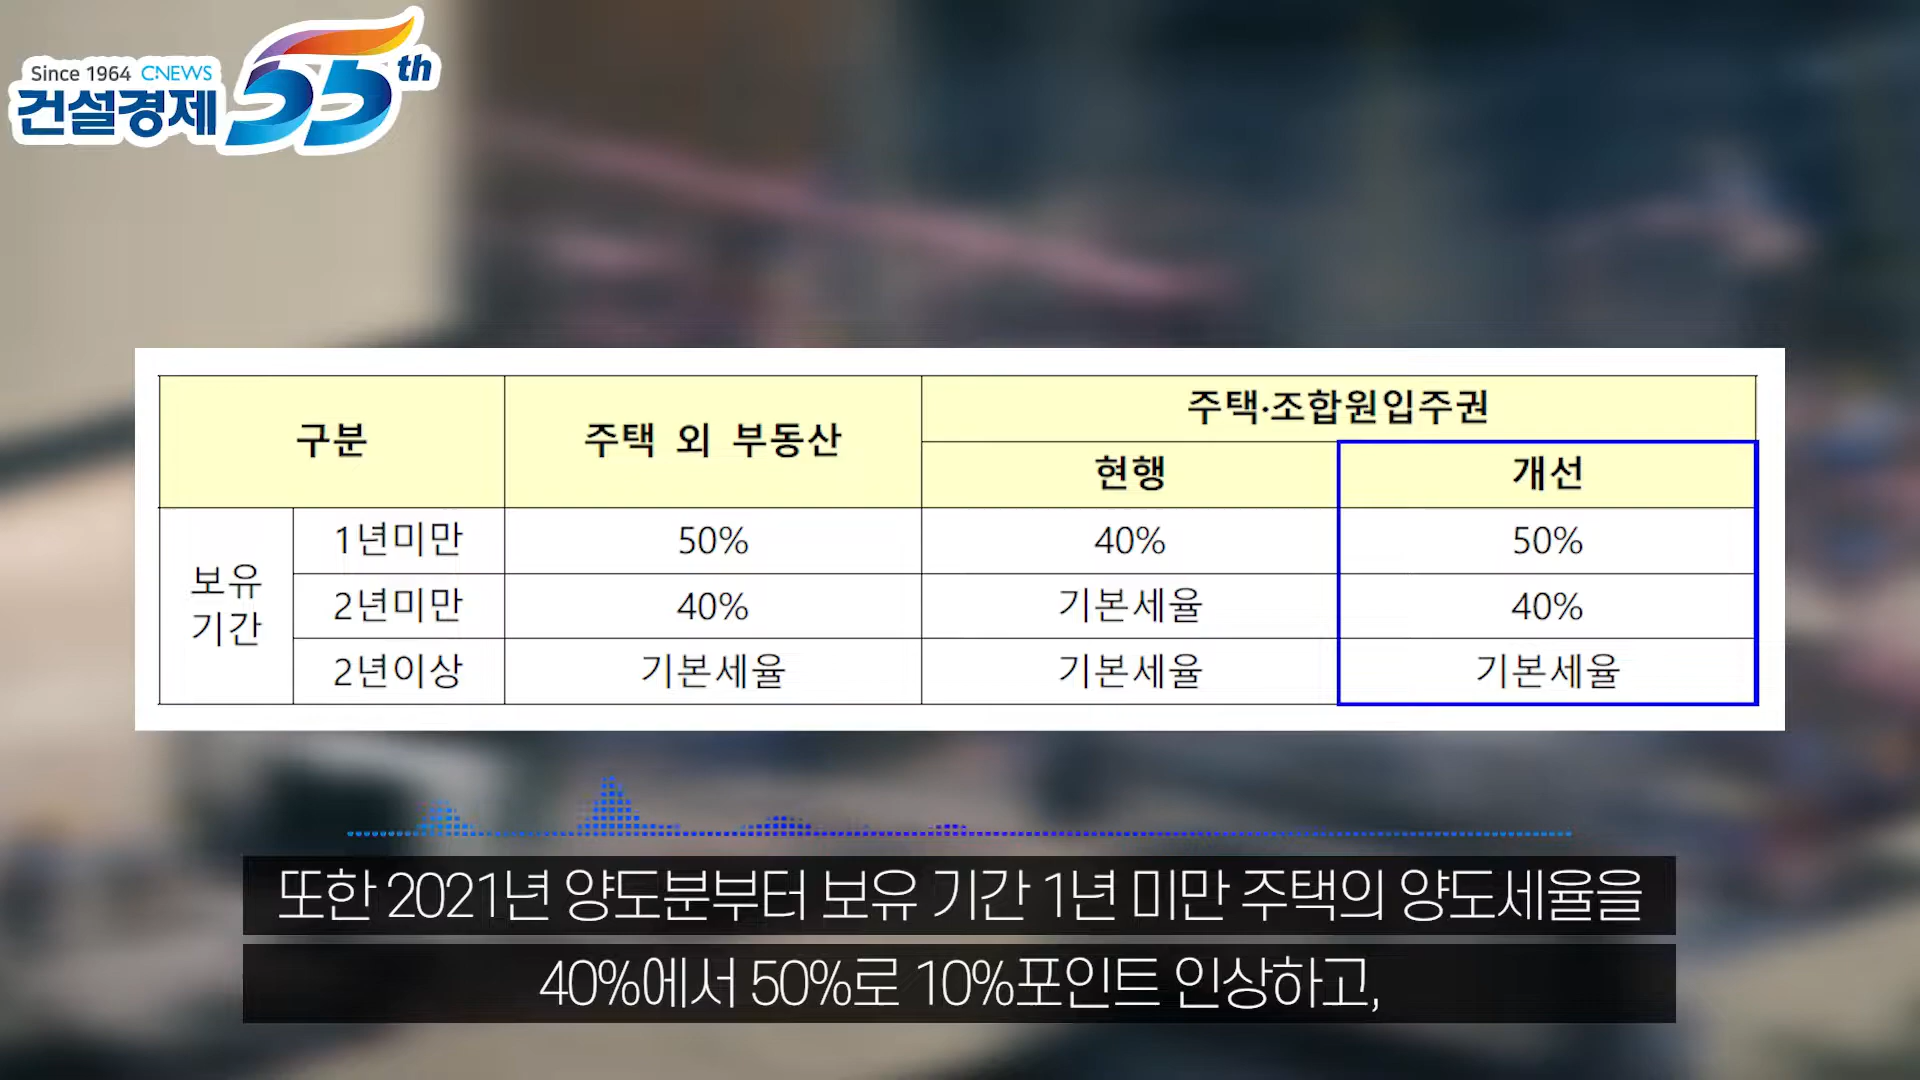 Since 1964 CNEWS
건설경제 55th
구분 주택 외 부동산 주택·조합원입주권
현행 개선
보유 기간 1년미만 50% 40% 50%
2년미만 40% 기본세율 40%
2년이상 기본세율 기본세율 기본세율
또한 2021년 양도분부터 보유 기간 1년 미만 주택의 양도세율을
40%에서 50%로 10%포인트 인상하고,